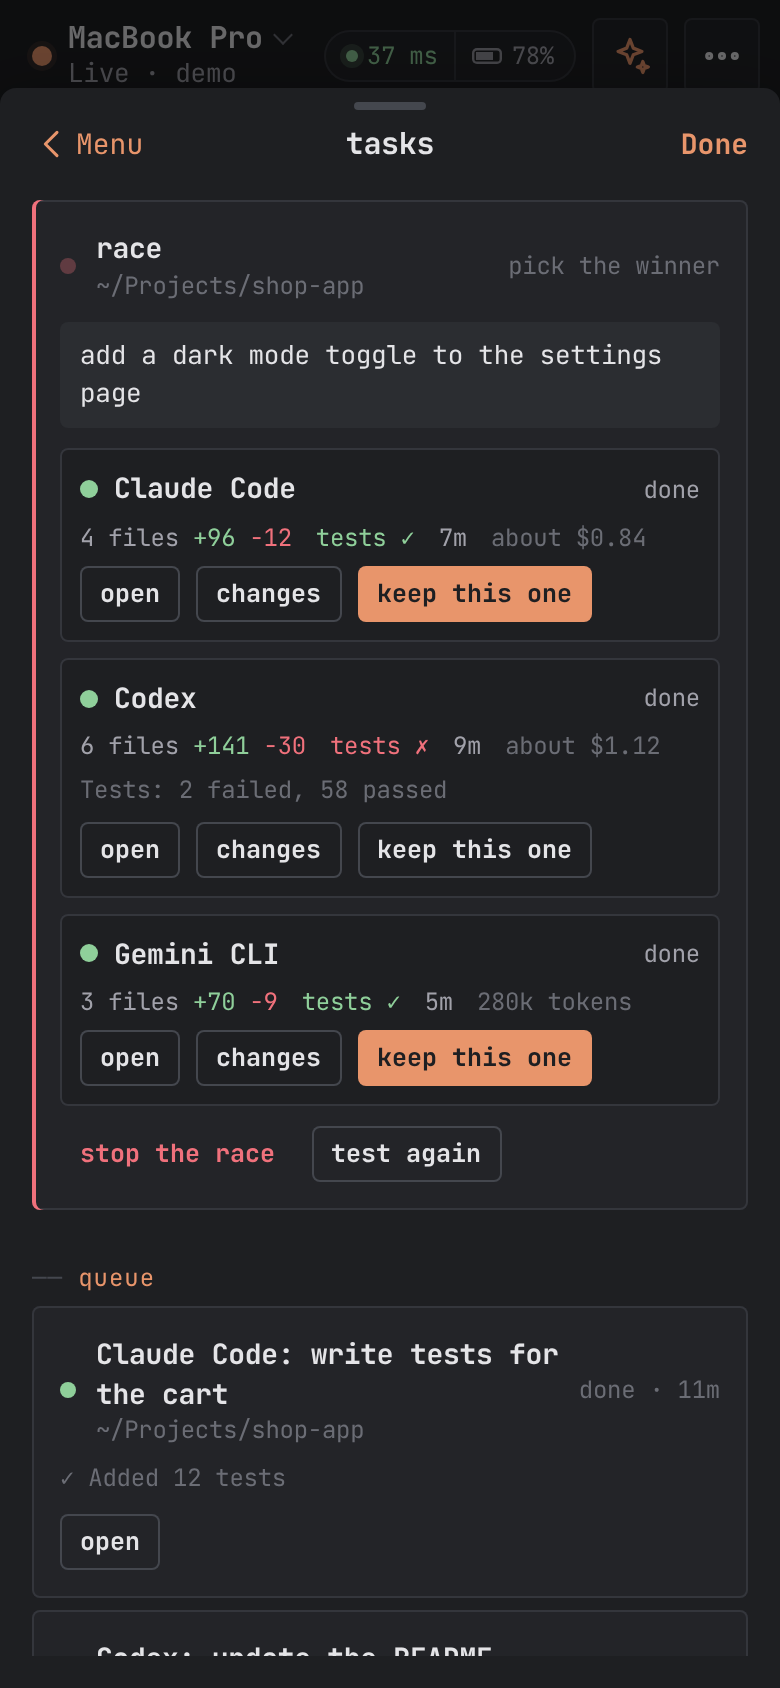 MacBook Pro
Live · demo
37 ms
78%
Menu
tasks
Done
race
~/Projects/shop-app
pick the winner
add a dark mode toggle to the settings
page
Claude Code
done
4 files +96 -12 tests ✓ 7m about $0.84
open
changes
keep this one
Codex
done
6 files +141 -30 tests ✗ 9m about $1.12
Tests: 2 failed, 58 passed
open
changes
keep this one
Gemini CLI
done
3 files +70 -9 tests ✓ 5m 280k tokens
open
changes
keep this one
stop the race
test again
queue
Claude Code: write tests for
the cart
done · 11m
~/Projects/shop-app
✓ Added 12 tests
open
Codex: update the README